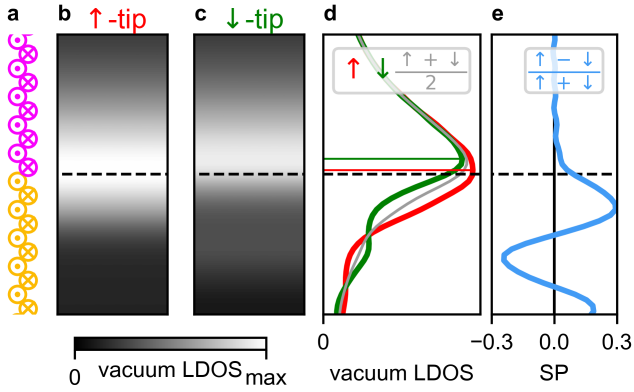 a b c d e
↑-tip
↓-tip
↑ ↓ ↑ + ↓
2
↑ − ↓
↑ + ↓
0 −0.3 0.0 0.3
vacuum LDOS SP
0 vacuum LDOS max